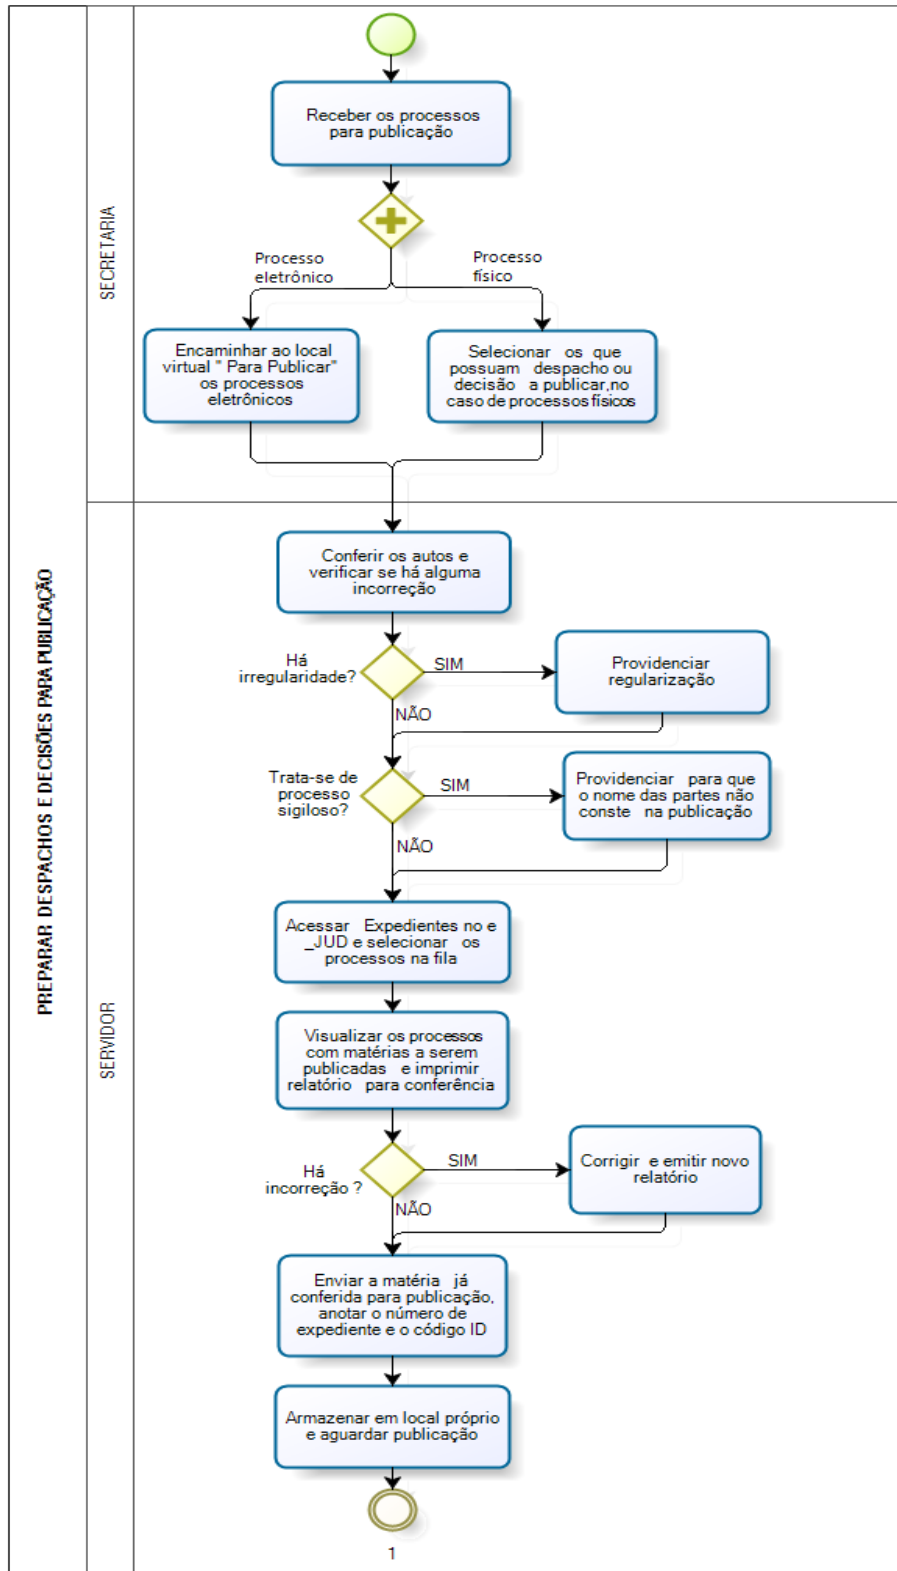 PREPARAR DESPACHOS E DECISÕES PARA PUBLICAÇÃO
SECRETARIA
Receber os processos
para publicação
Processo
eletrônico
Processo
físico
Encaminhar ao local
virtual " Para Publicar"
os processos
eletrônicos
Selecionar os que
possuam despacho ou
decisão a publicar,no
caso de processos físicos
SERVIDOR
Conferir os autos e
verificar se há alguma
incorreção
Há
irregularidade?
SIM
Providenciar
regularização
NÃO
Trata-se de
processo
sigiloso?
SIM
Providenciar para que
o nome das partes não
conste na publicação
NÃO
Acessar Expedientes no e
_JUD e selecionar os
processos na fila
Visualizar os processos
com matérias a serem
publicadas e imprimir
relatório para conferência
Há
incorreção ?
SIM
Corrigir e emitir novo
relatório
NÃO
Enviar a matéria já
conferida para publicação,
anotar o número de
expediente e o código ID
Armazenar em local próprio
e aguardar publicação
1